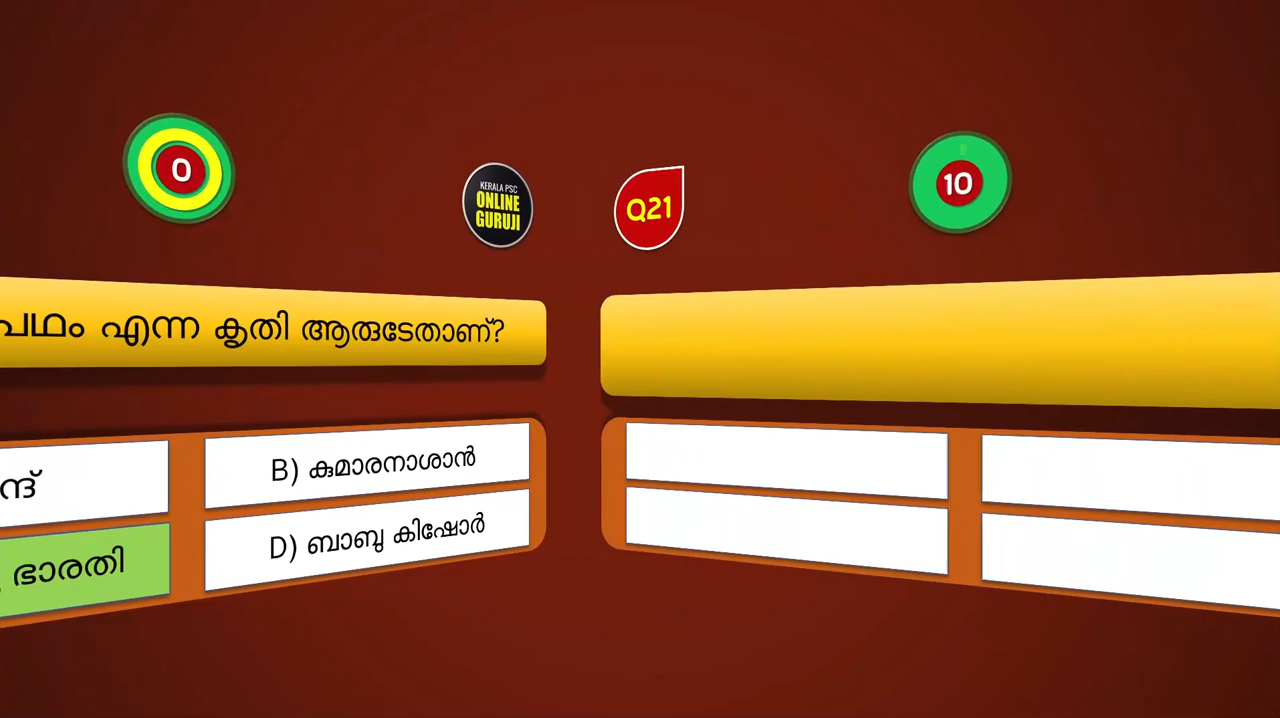 0
KERALA PSC
ONLINE
GURUJI
Q21
10
പഥം എന്ന കൃതി ആരുടേതാണ്?
ന്ദ്
B) കുമാരനാശാൻ
ഭാരതി
D) ബാബു കിഷോർ